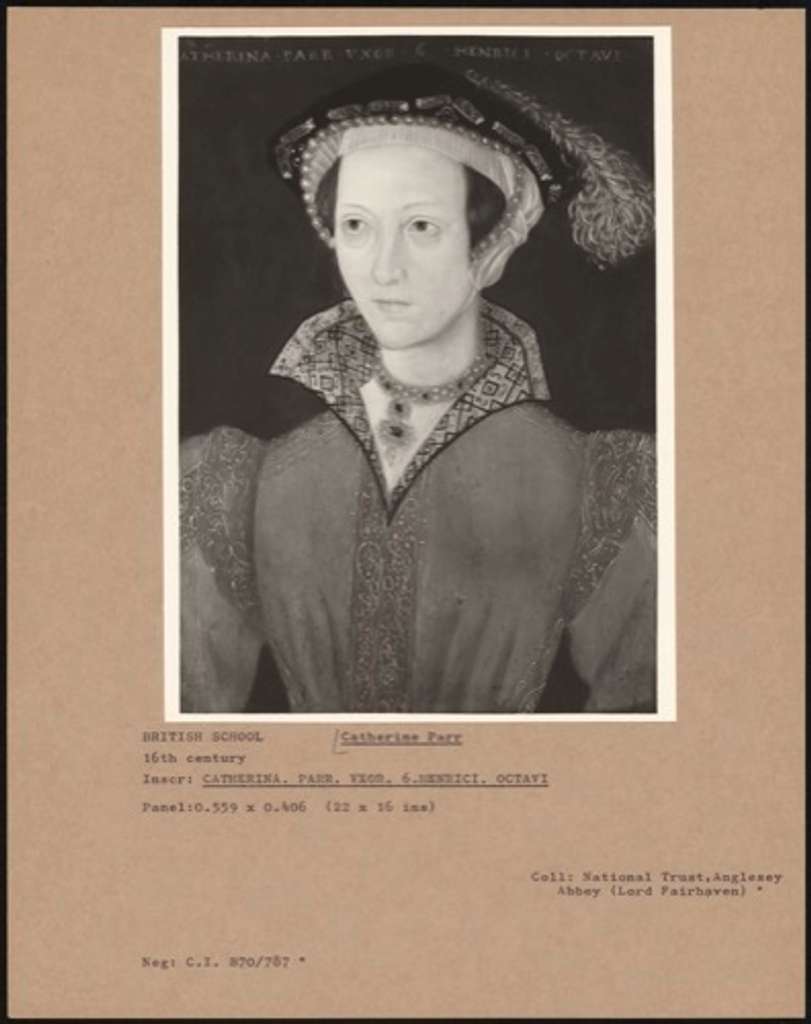 ATHERINA · PARR VXOR · 6 · HENRICI · OCTAVI
BRITISH SCHOOL Catherine Parr
16th century
Inscr: CATHERINA. PARR. VXOR. 6.HENRICI. OCTAVI
Panel:0.559 x 0.406 (22 x 16 ins)
Coll: National Trust,Anglesey
Abbey (Lord Fairhaven) *
Neg: C.I. B70/787 *